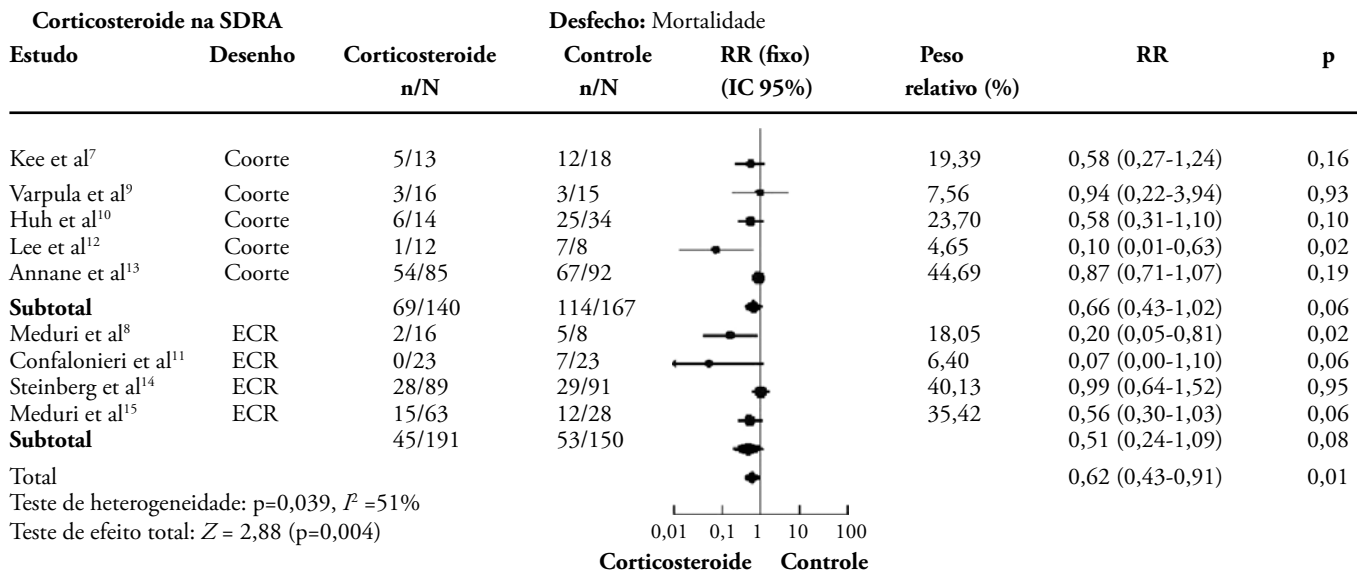 Corticosteroide na SDRA Desfecho: Mortalidade
Estudo Desenho Corticosteroide Controle RR (fixo) Peso RR p
n/N n/N (IC 95%) relativo (%)
Kee et al7 Coorte 5/13 12/18 19,39 0,58 (0,27-1,24) 0,16
Varpula et al9 Coorte 3/16 3/15 7,56 0,94 (0,22-3,94) 0,93
Huh et al10 Coorte 6/14 25/34 23,70 0,58 (0,31-1,10) 0,10
Lee et al12 Coorte 1/12 7/8 4,65 0,10 (0,01-0,63) 0,02
Annane et al13 Coorte 54/85 67/92 44,69 0,87 (0,71-1,07) 0,19
Subtotal 69/140 114/167 0,66 (0,43-1,02) 0,06
Meduri et al8 ECR 2/16 5/8 18,05 0,20 (0,05-0,81) 0,02
Confalonieri et al11 ECR 0/23 7/23 6,40 0,07 (0,00-1,10) 0,06
Steinberg et al14 ECR 28/89 29/91 40,13 0,99 (0,64-1,52) 0,95
Meduri et al15 ECR 15/63 12/28 35,42 0,56 (0,30-1,03) 0,06
Subtotal 45/191 53/150 0,51 (0,24-1,09) 0,08
Total 0,62 (0,43-0,91) 0,01
Teste de heterogeneidade: p=0,039, I2 =51%
Teste de efeito total: Z = 2,88 (p=0,004)
0,01 0,1 1 10 100
Corticosteroide Controle